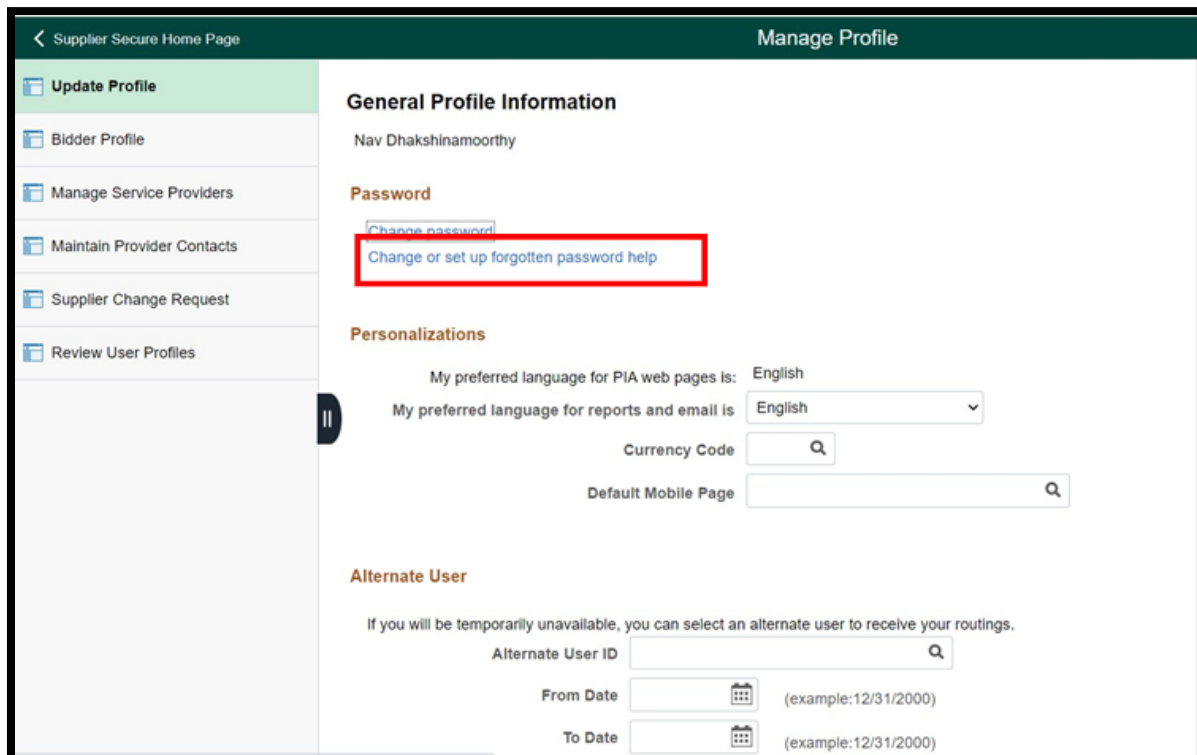 Supplier Secure Home Page
Manage Profile
Update Profile
Bidder Profile
Manage Service Providers
Maintain Provider Contacts
Supplier Change Request
Review User Profiles
General Profile Information
Nav Dhakshinamoorthy
Password
Change password
Change or set up forgotten password help
Personalizations
My preferred language for PIA web pages is: English
My preferred language for reports and email is English
Currency Code
Default Mobile Page
Alternate User
If you will be temporarily unavailable, you can select an alternate user to receive your routings.
Alternate User ID
From Date (example:12/31/2000)
To Date (example:12/31/2000)